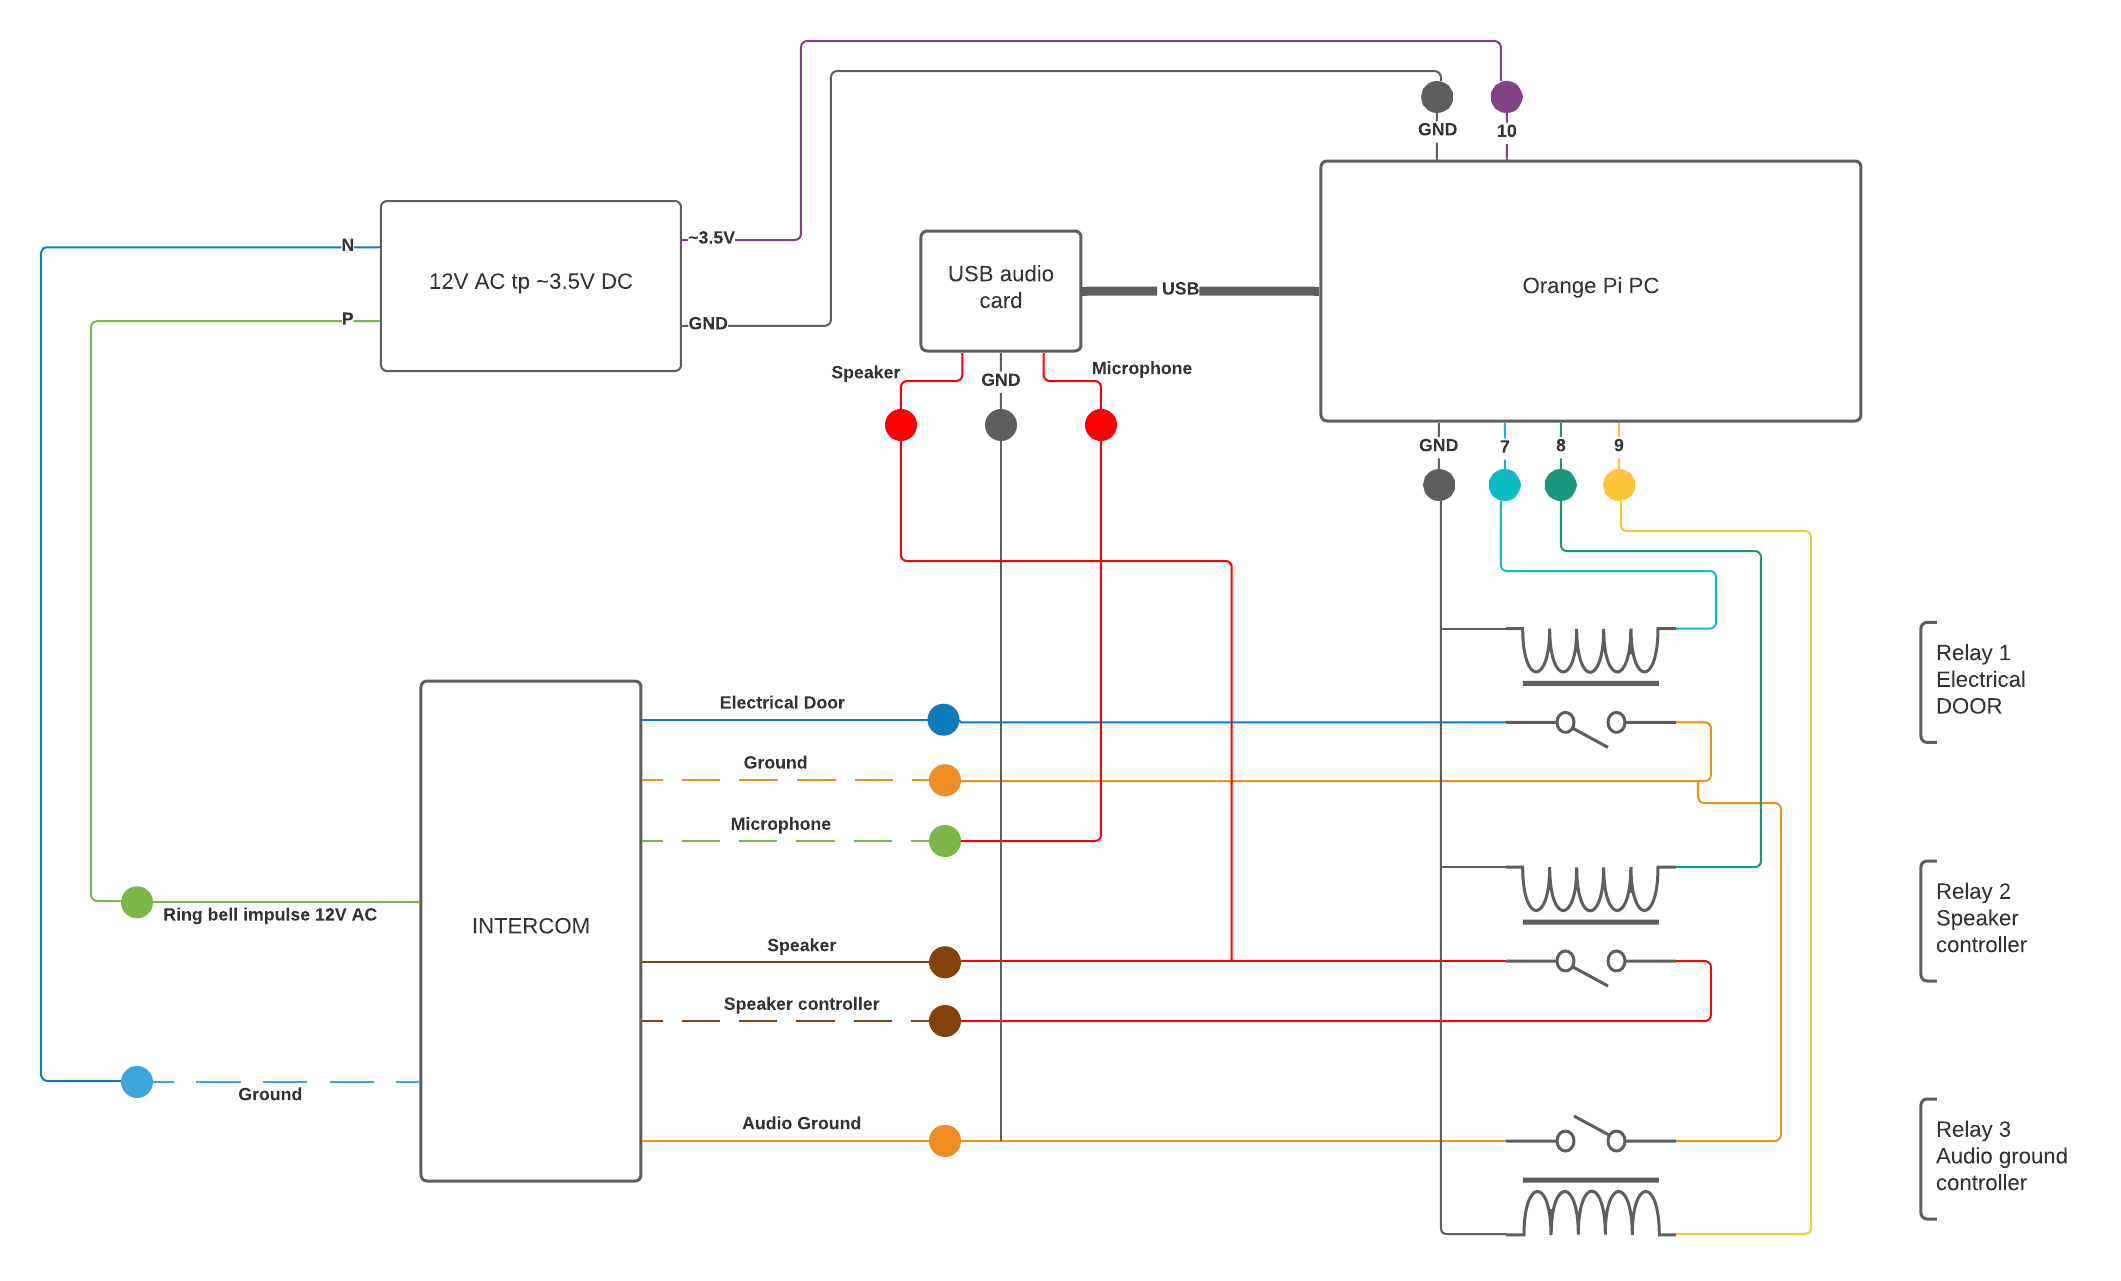 GND
10
N
P
12V AC tp ~3.5V DC
~3.5V
GND
USB audio
card
USB
Orange Pi PC
Speaker
GND
Microphone
GND
7
8
9
Relay 1
Electrical
DOOR
Electrical Door
Ground
Microphone
Ring bell impulse 12V AC
INTERCOM
Speaker
Speaker controller
Relay 2
Speaker
controller
Ground
Audio Ground
Relay 3
Audio ground
controller